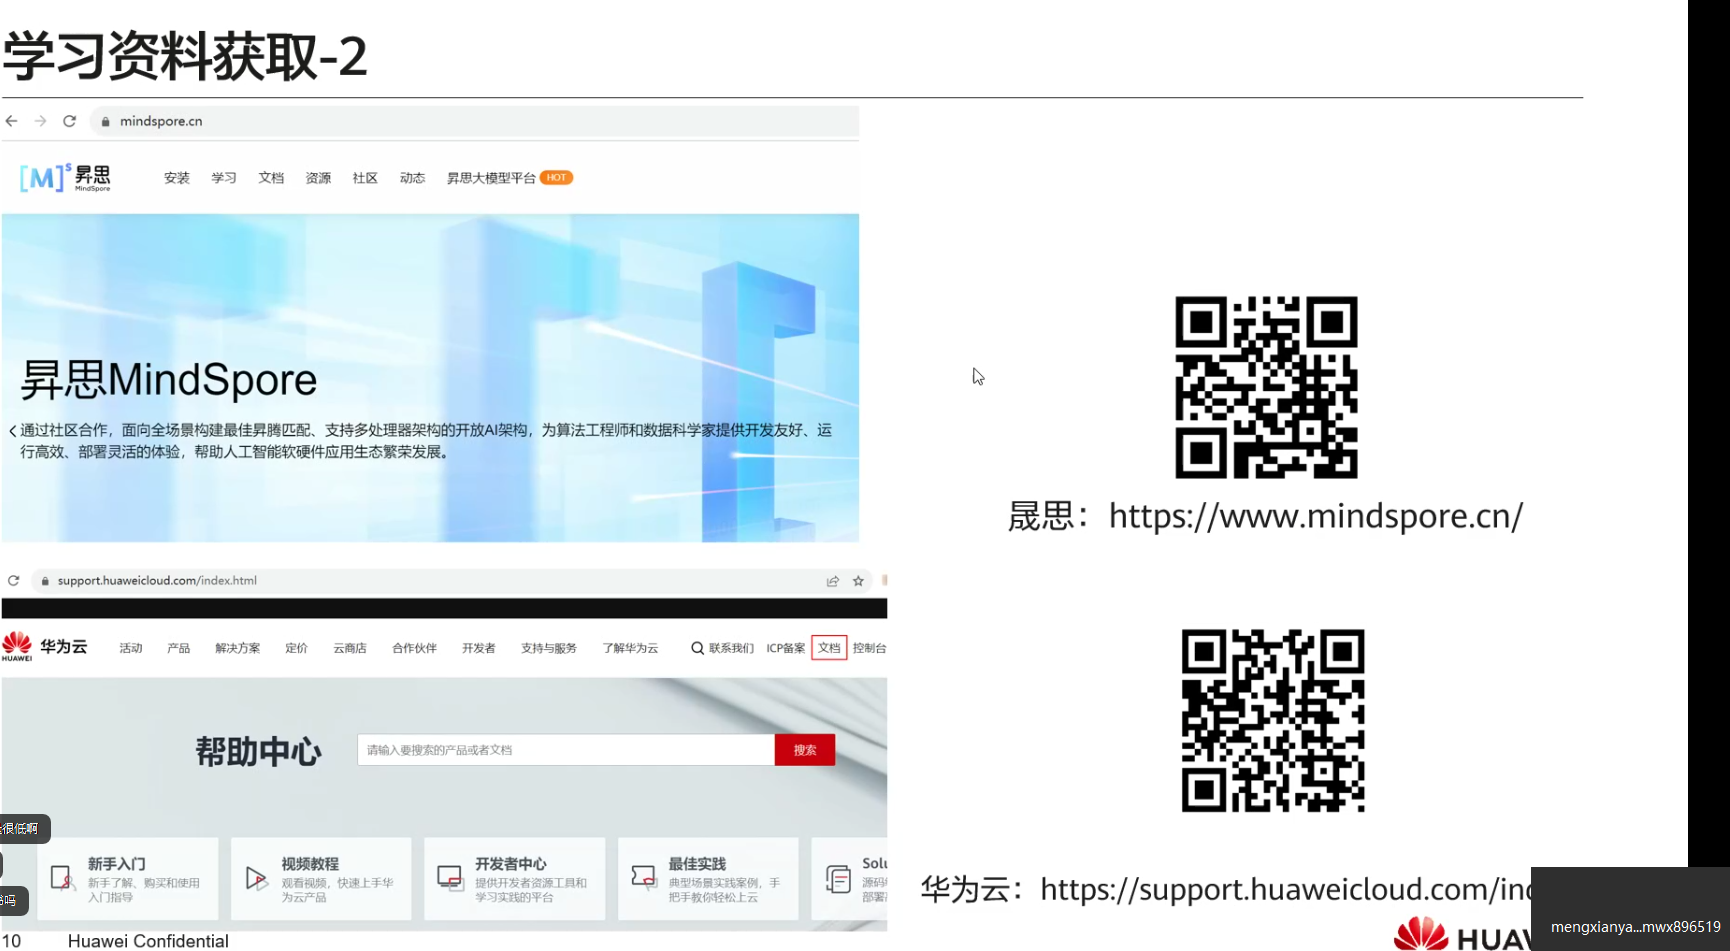 学习资料获取-2
mindspore.cn
[M]s 昇思 MindSpore 安装 学习 文档 资源 社区 动态 昇思大模型平台 HOT
昇思MindSpore
通过社区合作，面向全场景构建最佳昇腾匹配、支持多处理器架构的开放AI架构，为算法工程师和数据科学家提供开发友好、运
行高效、部署灵活的体验，帮助人工智能软硬件应用生态繁荣发展。
晟思：https://www.mindspore.cn/
support.huaweicloud.com/index.html
HUAWEI 华为云 活动 产品 解决方案 定价 云商店 合作伙伴 开发者 支持与服务 了解华为云 联系我们 ICP备案 文档 控制台
帮助中心 请输入要搜索的产品或者文档 搜索
很低啊
新手入门
新手了解、购买和使用
入门指导
视频教程
观看视频，快速上手华
为云产品
开发者中心
提供开发者资源工具和
学习实践的平台
最佳实践
典型场景实践案例，手
把手教你轻松上云
Solu
源码
部署
吗
华为云：https://support.huaweicloud.com/inc
10 Huawei Confidential
HUAW
mengxianya...mwx896519